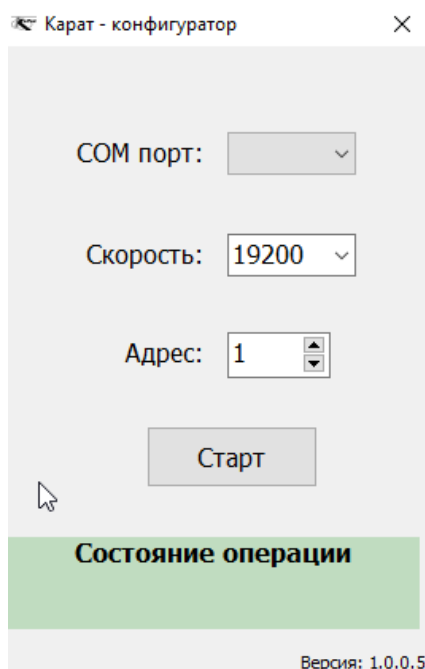 Карат - конфигуратор
COM порт:
Скорость: 19200
Адрес: 1
Старт
Состояние операции
Версия: 1.0.0.5